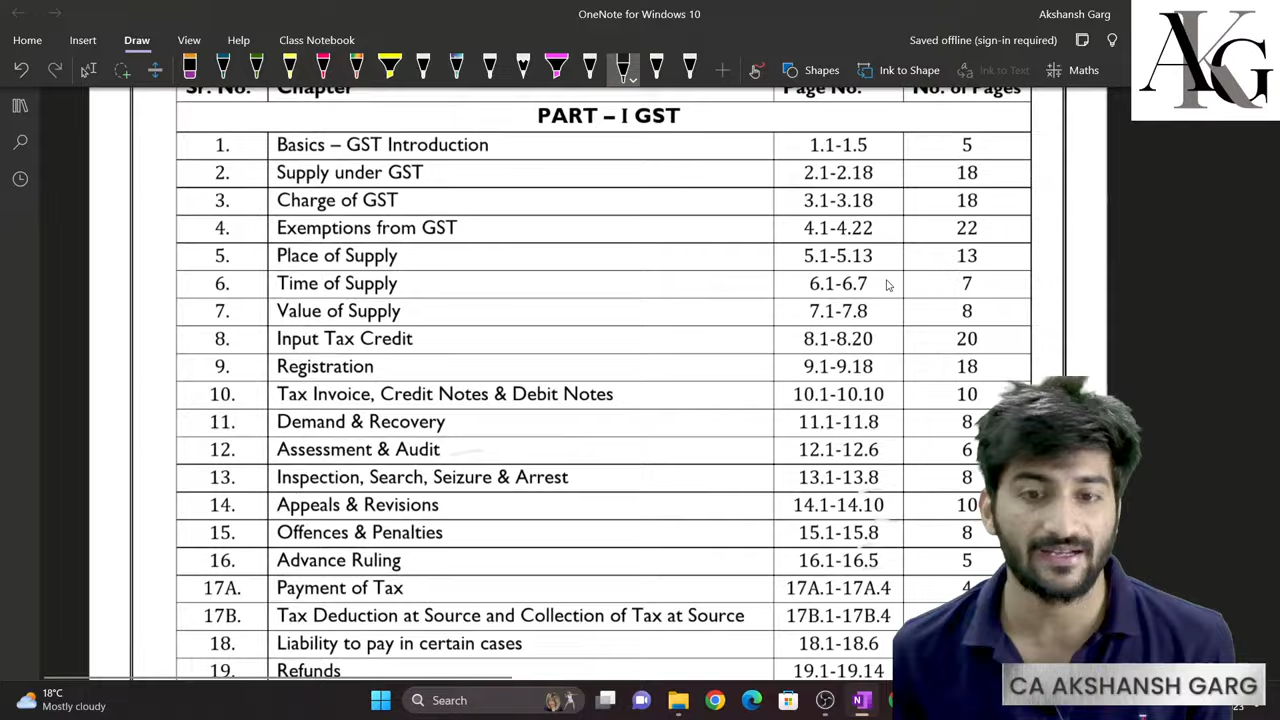 OneNote for Windows 10
Akshansh Garg
AKG
Home Insert Draw View Help Class Notebook
Saved offline (sign-in required)
Shapes Ink to Shape Ink to Text Maths
Sr. No. Chapter Page No. No. of Pages
PART – I GST
1. Basics – GST Introduction 1.1-1.5 5
2. Supply under GST 2.1-2.18 18
3. Charge of GST 3.1-3.18 18
4. Exemptions from GST 4.1-4.22 22
5. Place of Supply 5.1-5.13 13
6. Time of Supply 6.1-6.7 7
7. Value of Supply 7.1-7.8 8
8. Input Tax Credit 8.1-8.20 20
9. Registration 9.1-9.18 18
10. Tax Invoice, Credit Notes & Debit Notes 10.1-10.10 10
11. Demand & Recovery 11.1-11.8 8
12. Assessment & Audit 12.1-12.6 6
13. Inspection, Search, Seizure & Arrest 13.1-13.8 8
14. Appeals & Revisions 14.1-14.10 10
15. Offences & Penalties 15.1-15.8 8
16. Advance Ruling 16.1-16.5 5
17A. Payment of Tax 17A.1-17A.4 4
17B. Tax Deduction at Source and Collection of Tax at Source 17B.1-17B.4
18. Liability to pay in certain cases 18.1-18.6
19. Refunds 19.1-19.14
CA AKSHANSH GARG
18°C
Mostly cloudy
Search
23